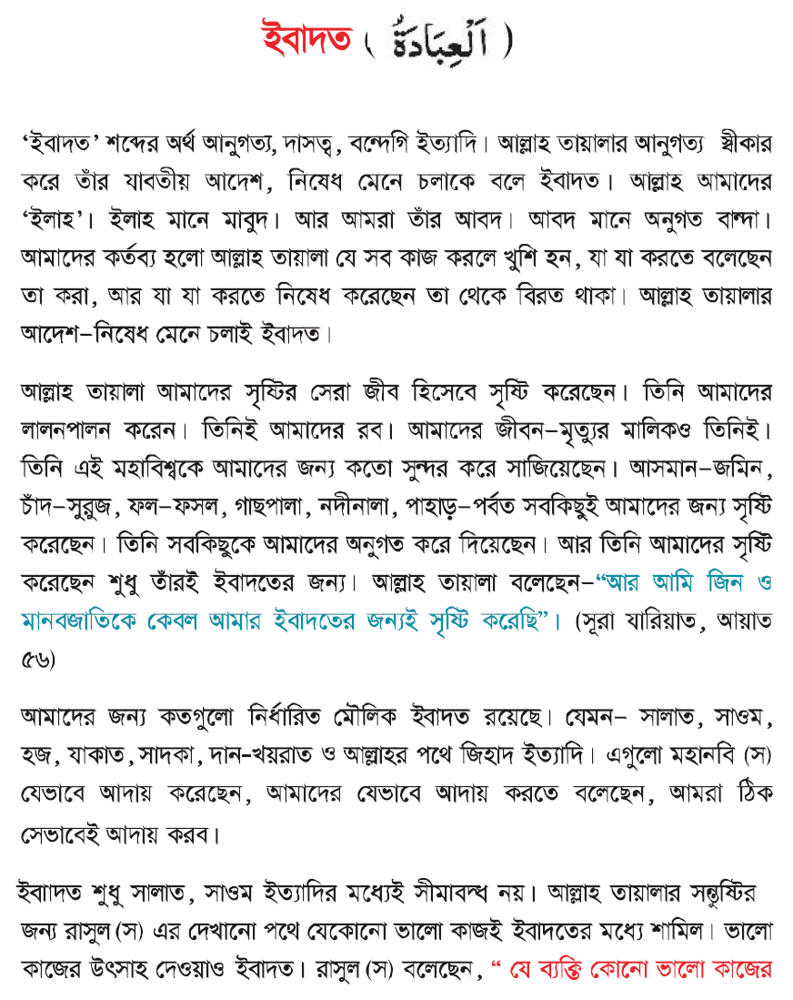 ইবাদত ( اَلْعِبَادَةُ )
‘ইবাদত’ শব্দের অর্থ আনুগত্য, দাসত্ব, বন্দেগি ইত্যাদি। আল্লাহ তায়ালার আনুগত্য স্বীকার
করে তাঁর যাবতীয় আদেশ, নিষেধ মেনে চলাকে বলে ইবাদত। আল্লাহ আমাদের
‘ইলাহ’। ইলাহ মানে মাবুদ। আর আমরা তাঁর আবদ। আবদ মানে অনুগত বান্দা।
আমাদের কর্তব্য হলো আল্লাহ তায়ালা যে সব কাজ করলে খুশি হন, যা যা করতে বলেছেন
তা করা, আর যা যা করতে নিষেধ করেছেন তা থেকে বিরত থাকা। আল্লাহ তায়ালার
আদেশ–নিষেধ মেনে চলাই ইবাদত।
আল্লাহ তায়ালা আমাদের সৃষ্টির সেরা জীব হিসেবে সৃষ্টি করেছেন। তিনি আমাদের
লালনপালন করেন। তিনিই আমাদের রব। আমাদের জীবন–মৃত্যুর মালিকও তিনিই।
তিনি এই মহাবিশ্বকে আমাদের জন্য কতো সুন্দর করে সাজিয়েছেন। আসমান–জমিন,
চাঁদ–সুরুজ, ফল–ফসল, গাছপালা, নদীনালা, পাহাড়–পর্বত সবকিছুই আমাদের জন্য সৃষ্টি
করেছেন। তিনি সবকিছুকে আমাদের অনুগত করে দিয়েছেন। আর তিনি আমাদের সৃষ্টি
করেছেন শুধু তাঁরই ইবাদতের জন্য। আল্লাহ তায়ালা বলেছেন–“আর আমি জিন ও
মানবজাতিকে কেবল আমার ইবাদতের জন্যই সৃষ্টি করেছি”। (সূরা যারিয়াত, আয়াত
৫৬)
আমাদের জন্য কতগুলো নির্ধারিত মৌলিক ইবাদত রয়েছে। যেমন– সালাত, সাওম,
হজ, যাকাত, সাদকা, দান-খয়রাত ও আল্লাহর পথে জিহাদ ইত্যাদি। এগুলো মহানবি (স)
যেভাবে আদায় করেছেন, আমাদের যেভাবে আদায় করতে বলেছেন, আমরা ঠিক
সেভাবেই আদায় করব।
ইবাাদত শুধু সালাত, সাওম ইত্যাদির মধ্যেই সীমাবদ্ধ নয়। আল্লাহ তায়ালার সন্তুষ্টির
জন্য রাসুল (স) এর দেখানো পথে যেকোনো ভালো কাজই ইবাদতের মধ্যে শামিল। ভালো
কাজের উৎসাহ দেওয়াও ইবাদত। রাসুল (স) বলেছেন, “ যে ব্যক্তি কোনো ভালো কাজের